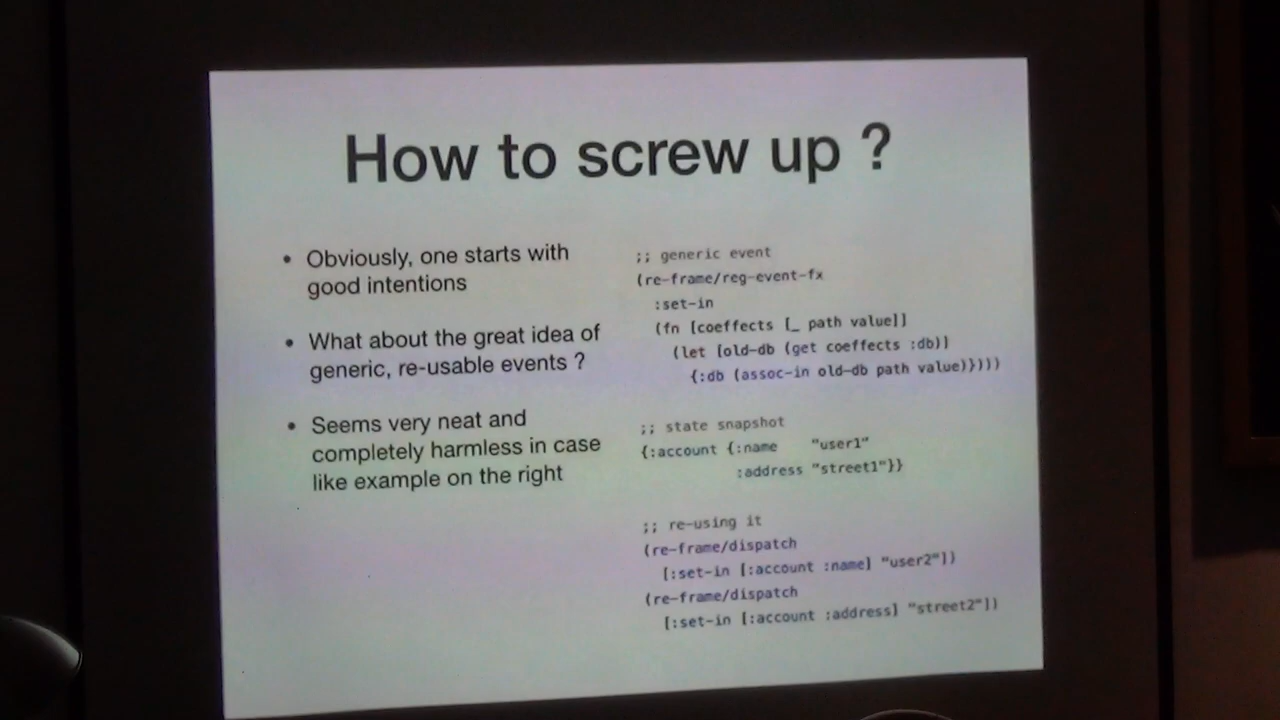 How to screw up ?
• Obviously, one starts with
good intentions
• What about the great idea of
generic, re-usable events ?
• Seems very neat and
completely harmless in case
like example on the right
;; generic event
(re-frame/reg-event-fx
:set-in
(fn [coeffects [_ path value]]
(let [old-db (get coeffects :db)]
{:db (assoc-in old-db path value)})))
;; state snapshot
{:account {:name "user1"
:address "street1"}}
;; re-using it
(re-frame/dispatch
[:set-in [:account :name] "user2"])
(re-frame/dispatch
[:set-in [:account :address] "street2"])